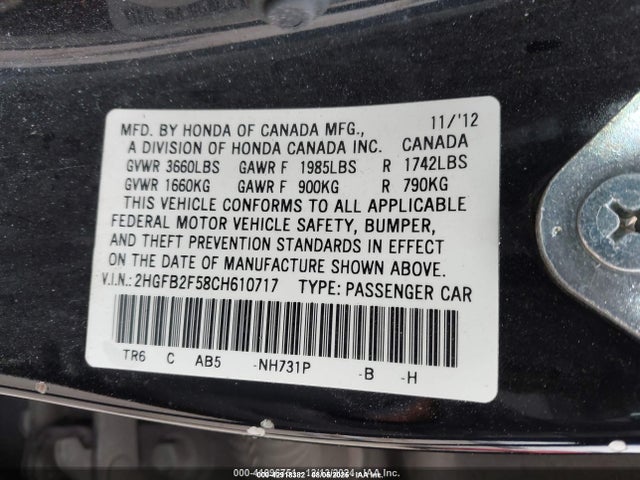 MFD. BY HONDA OF CANADA MFG., 11/'12
A DIVISION OF HONDA CANADA INC. CANADA
GVWR 3660LBS GAWR F 1985LBS R 1742LBS
GVWR 1660KG GAWR F 900KG R 790KG
THIS VEHICLE CONFORMS TO ALL APPLICABLE
FEDERAL MOTOR VEHICLE SAFETY, BUMPER,
AND THEFT PREVENTION STANDARDS IN EFFECT
ON THE DATE OF MANUFACTURE SHOWN ABOVE.
V.I.N.: 2HGFB2F58CH610717 TYPE: PASSENGER CAR
TR6 C AB5 -NH731P -B -H